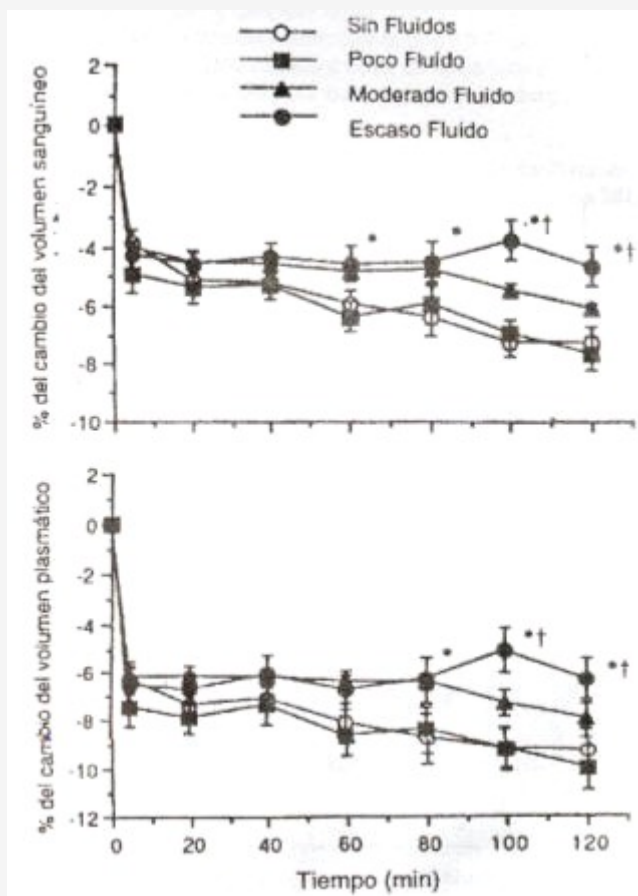 Sin Fluidos
Poco Fluído
Moderado Fluido
Escaso Fluído
% del cambio del volumen sanguíneo
2
0
-2
-4
-6
-8
-10
*
*
*†
*†
% del cambio del volumen plasmático
2
0
-2
-4
-6
-8
-10
-12
*
*†
*†
0 20 40 60 80 100 120
Tiempo (min)